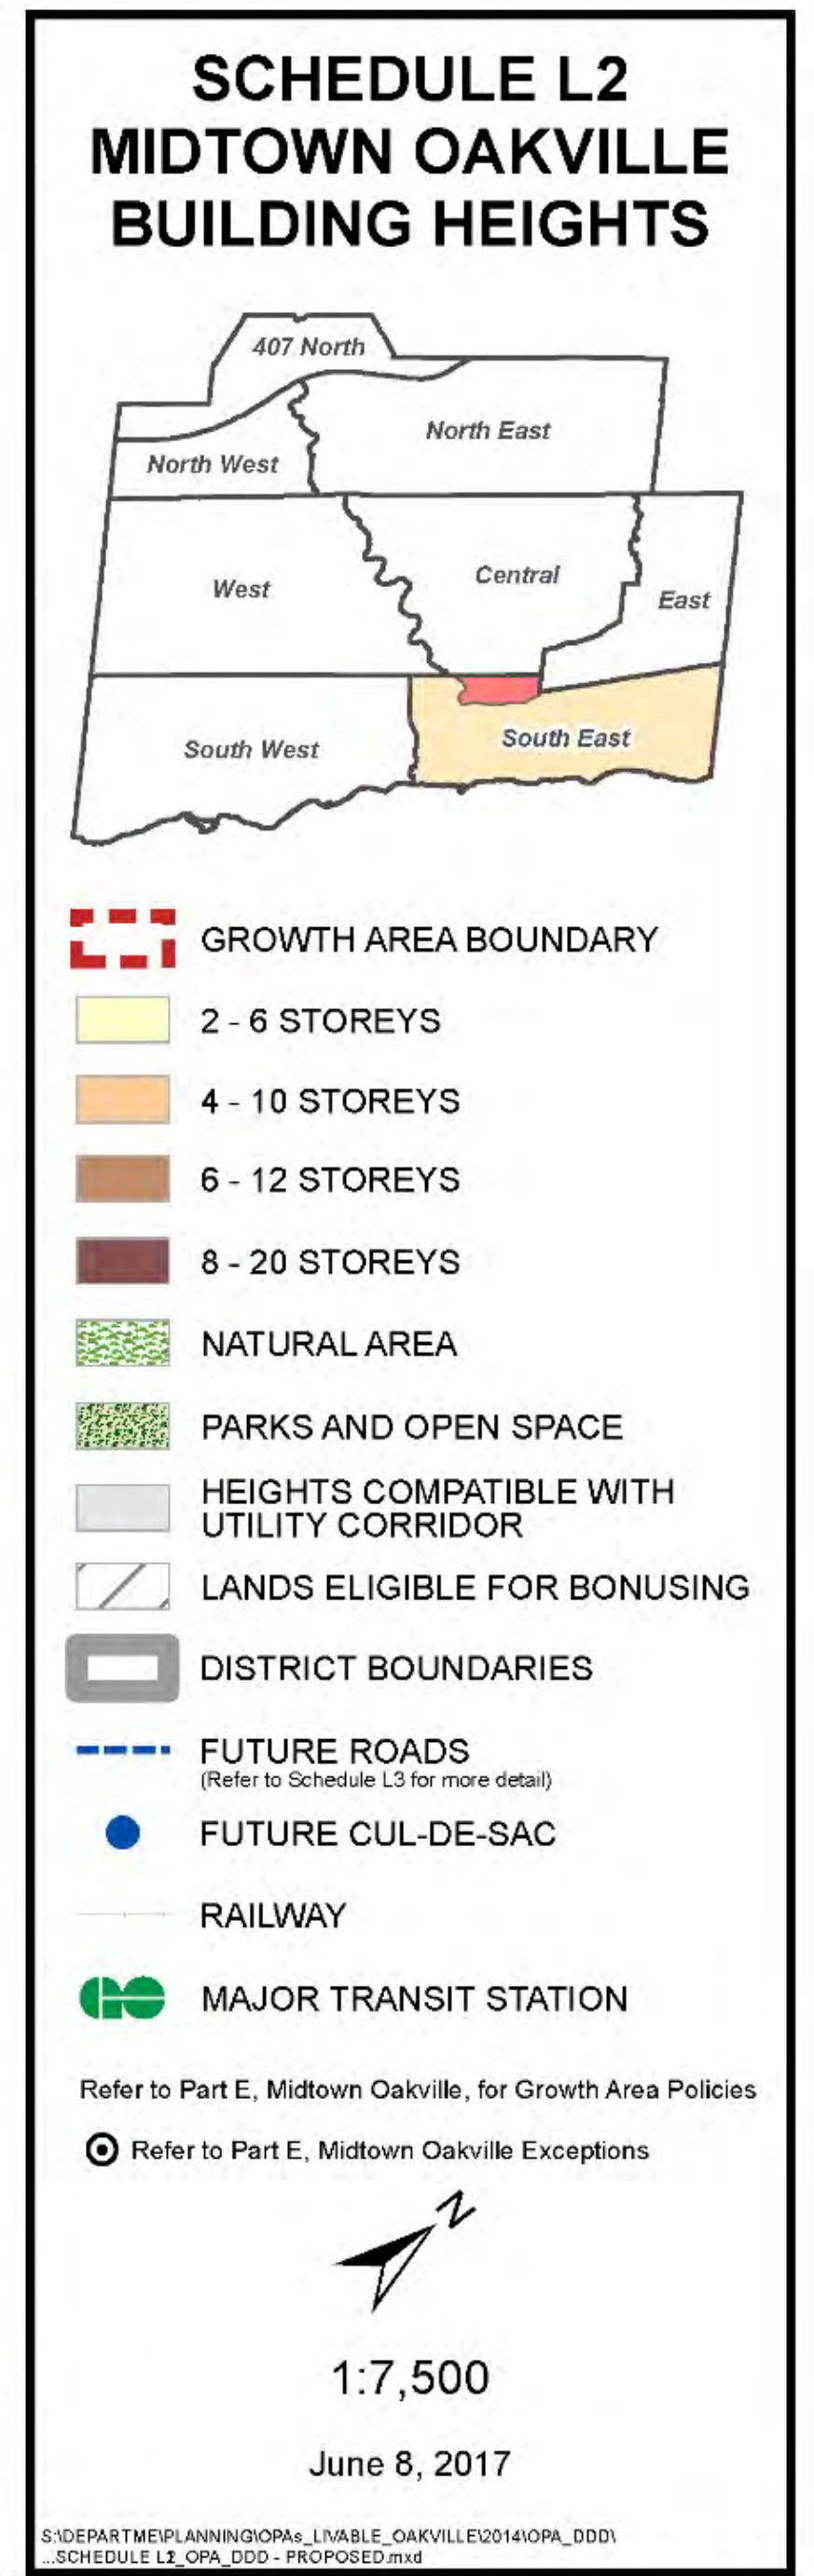 SCHEDULE L2
MIDTOWN OAKVILLE
BUILDING HEIGHTS
407 North
North East
North West
Central
West
East
South East
South West
GROWTH AREA BOUNDARY
2 - 6 STOREYS
4 - 10 STOREYS
6 - 12 STOREYS
8 - 20 STOREYS
NATURAL AREA
PARKS AND OPEN SPACE
HEIGHTS COMPATIBLE WITH
UTILITY CORRIDOR
LANDS ELIGIBLE FOR BONUSING
DISTRICT BOUNDARIES
FUTURE ROADS
(Refer to Schedule L3 for more detail)
FUTURE CUL-DE-SAC
RAILWAY
GO
MAJOR TRANSIT STATION
Refer to Part E, Midtown Oakville, for Growth Area Policies
Refer to Part E, Midtown Oakville Exceptions
N
1:7,500
June 8, 2017
S:\DEPARTME\PLANNING\OPAs_LIVABLE_OAKVILLE\2014\OPA_DDD\
...SCHEDULE L2_OPA_DDD - PROPOSED.mxd